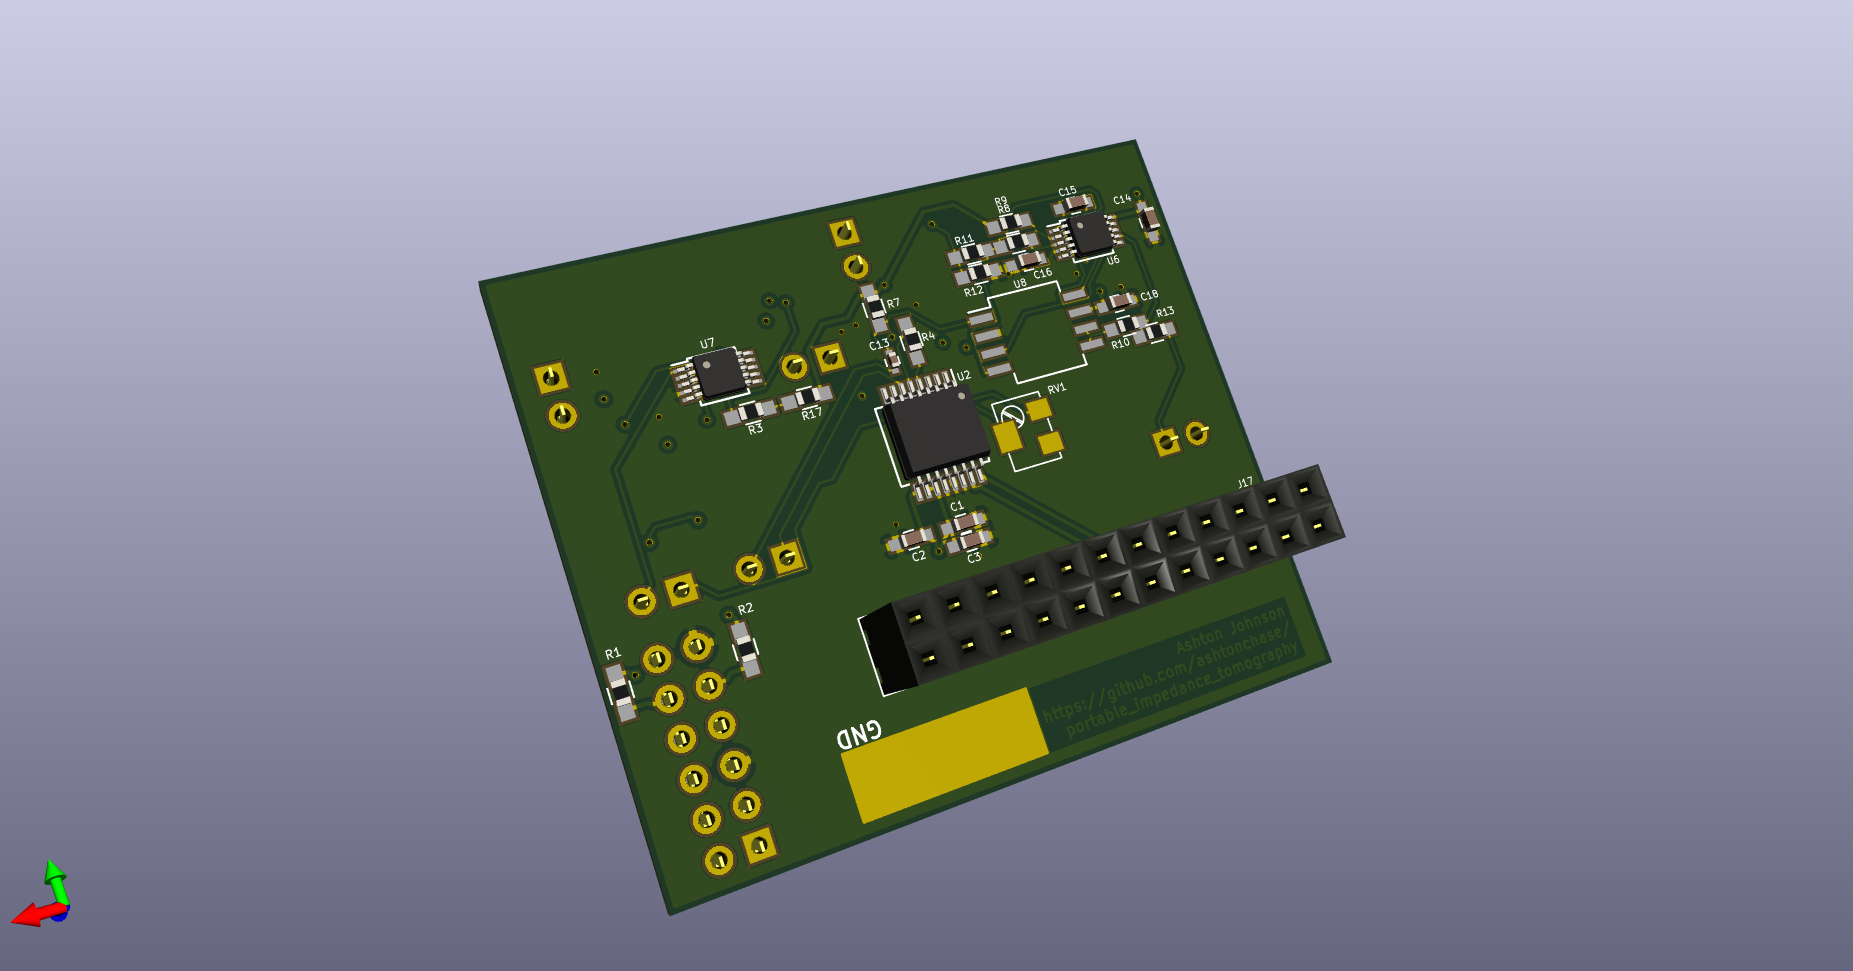 C15
C14
R9
R8
R11
U6
C16
R12
U8
C18
R7
R13
R4
R10
C13
U7
U2
RV1
R17
R3
J17
C1
C2
C3
R2
R1
Ashton Johnson
https://github.com/ashtonchase/
portable_impedance_tomography
GND